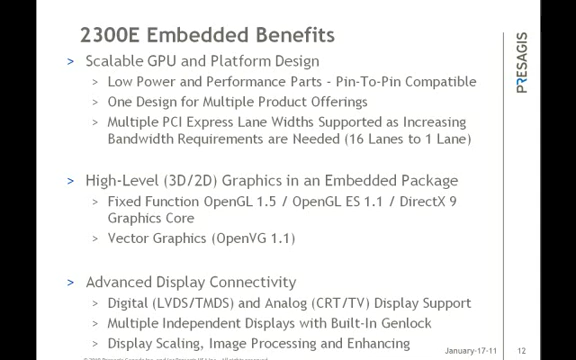 2300E Embedded Benefits
> Scalable GPU and Platform Design
> Low Power and Performance Parts - Pin-To-Pin Compatible
> One Design for Multiple Product Offerings
> Multiple PCI Express Lane Widths Supported as Increasing
Bandwidth Requirements are Needed (16 Lanes to 1 Lane)
> High-Level (3D/2D) Graphics in an Embedded Package
> Fixed Function OpenGL 1.5 / OpenGL ES 1.1 / DirectX 9
Graphics Core
> Vector Graphics (OpenVG 1.1)
> Advanced Display Connectivity
> Digital (LVDS/TMDS) and Analog (CRT/TV) Display Support
> Multiple Independent Displays with Built-In Genlock
> Display Scaling, Image Processing and Enhancing
PRESAGIS
January-17-11
12